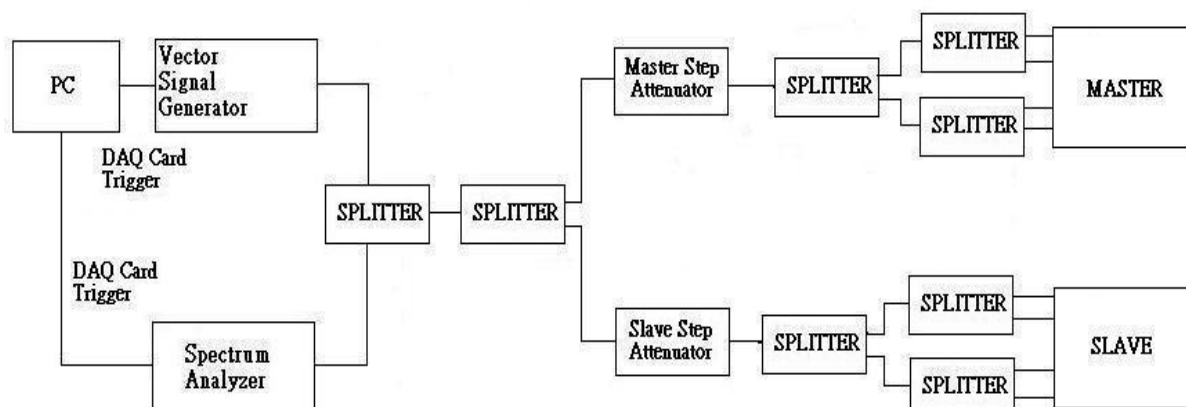 PC
Vector
Signal
Generator
DAQ Card
Trigger
DAQ Card
Trigger
Spectrum
Analyzer
SPLITTER
SPLITTER
Master Step
Attenuator
SPLITTER
SPLITTER
SPLITTER
MASTER
Slave Step
Attenuator
SPLITTER
SPLITTER
SPLITTER
SLAVE